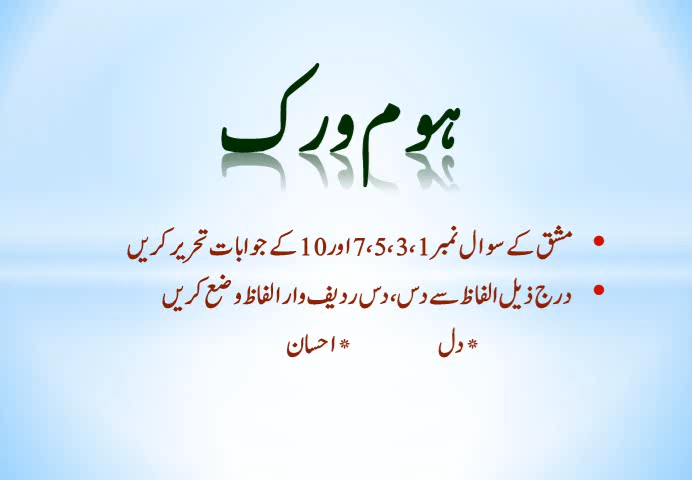 ہوم ورک
• مشق کے سوال نمبر 1، 3، 5، 7 اور 10 کے جوابات تحریر کریں
• درج ذیل الفاظ سے دس، دس ردیف وار الفاظ وضع کریں
* دل * احسان